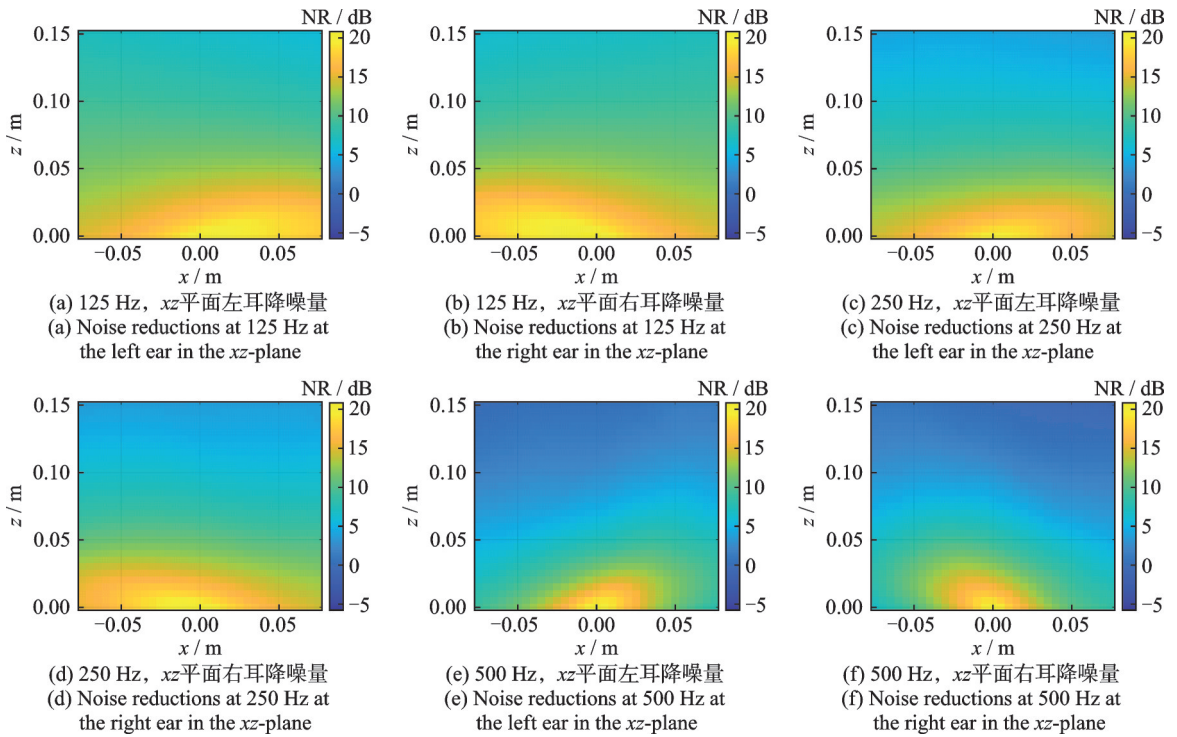 NR / dB
0.15
0.10
0.05
0.00
z / m
−0.05
0.00
0.05
x / m
20
15
10
5
0
−5
(a) 125 Hz，xz平面左耳降噪量
(a) Noise reductions at 125 Hz at
the left ear in the xz-plane
NR / dB
0.15
0.10
0.05
0.00
z / m
−0.05
0.00
0.05
x / m
20
15
10
5
0
−5
(b) 125 Hz，xz平面右耳降噪量
(b) Noise reductions at 125 Hz at
the right ear in the xz-plane
NR / dB
0.15
0.10
0.05
0.00
z / m
−0.05
0.00
0.05
x / m
20
15
10
5
0
−5
(c) 250 Hz，xz平面左耳降噪量
(c) Noise reductions at 250 Hz at
the left ear in the xz-plane
NR / dB
0.15
0.10
0.05
0.00
z / m
−0.05
0.00
0.05
x / m
20
15
10
5
0
−5
(d) 250 Hz，xz平面右耳降噪量
(d) Noise reductions at 250 Hz at
the right ear in the xz-plane
NR / dB
0.15
0.10
0.05
0.00
z / m
−0.05
0.00
0.05
x / m
20
15
10
5
0
−5
(e) 500 Hz，xz平面左耳降噪量
(e) Noise reductions at 500 Hz at
the left ear in the xz-plane
NR / dB
0.15
0.10
0.05
0.00
z / m
−0.05
0.00
0.05
x / m
20
15
10
5
0
−5
(f) 500 Hz，xz平面右耳降噪量
(f) Noise reductions at 500 Hz at
the right ear in the xz-plane